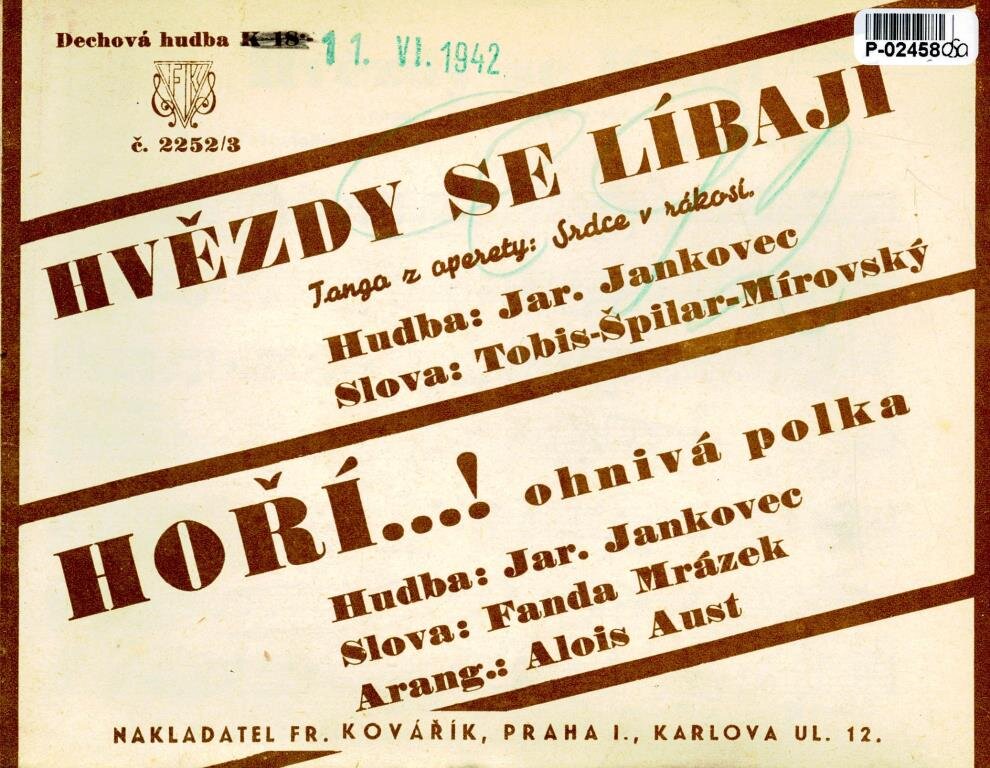 Dechová hudba K 18-
11. VI. 1942
P-02458
č. 2252/3
HVĚZDY SE LÍBAJÍ
Tango z operety: Srdce v rákosí.
Hudba: Jar. Jankovec
Slova: Tobis-Špilar-Mírovský
HOŘÍ...! ohnivá polka
Hudba: Jar. Jankovec
Slova: Fanda Mrázek
Arang.: Alois Aust
NAKLADATEL FR. KOVÁŘÍK, PRAHA I., KARLOVA UL. 12.